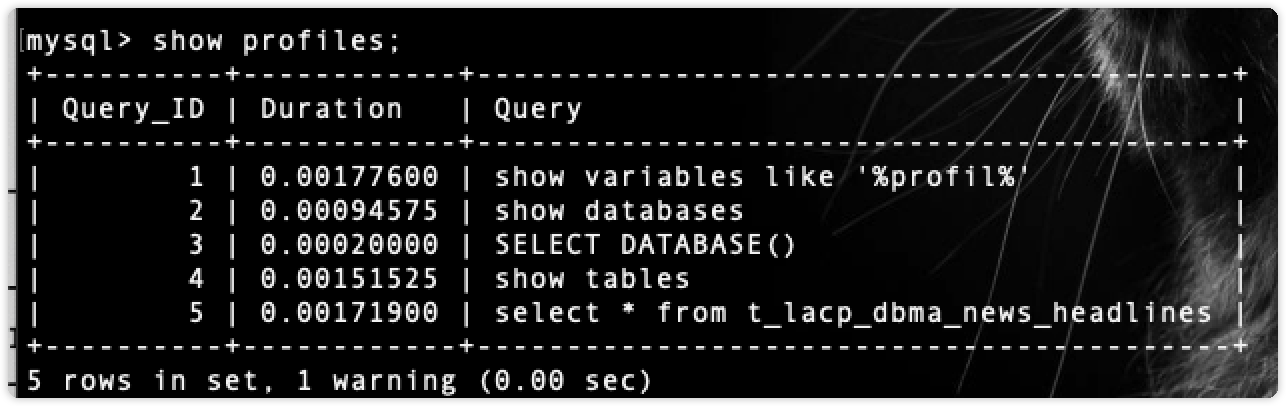 mysql> show profiles;
+----------+------------+------------------------------------------+
| Query_ID | Duration   | Query                                    |
+----------+------------+------------------------------------------+
|        1 | 0.00177600 | show variables like '%profil%'           |
|        2 | 0.00094575 | show databases                           |
|        3 | 0.00020000 | SELECT DATABASE()                        |
|        4 | 0.00151525 | show tables                              |
|        5 | 0.00171900 | select * from t_lacp_dbma_news_headlines |
+----------+------------+------------------------------------------+
5 rows in set, 1 warning (0.00 sec)